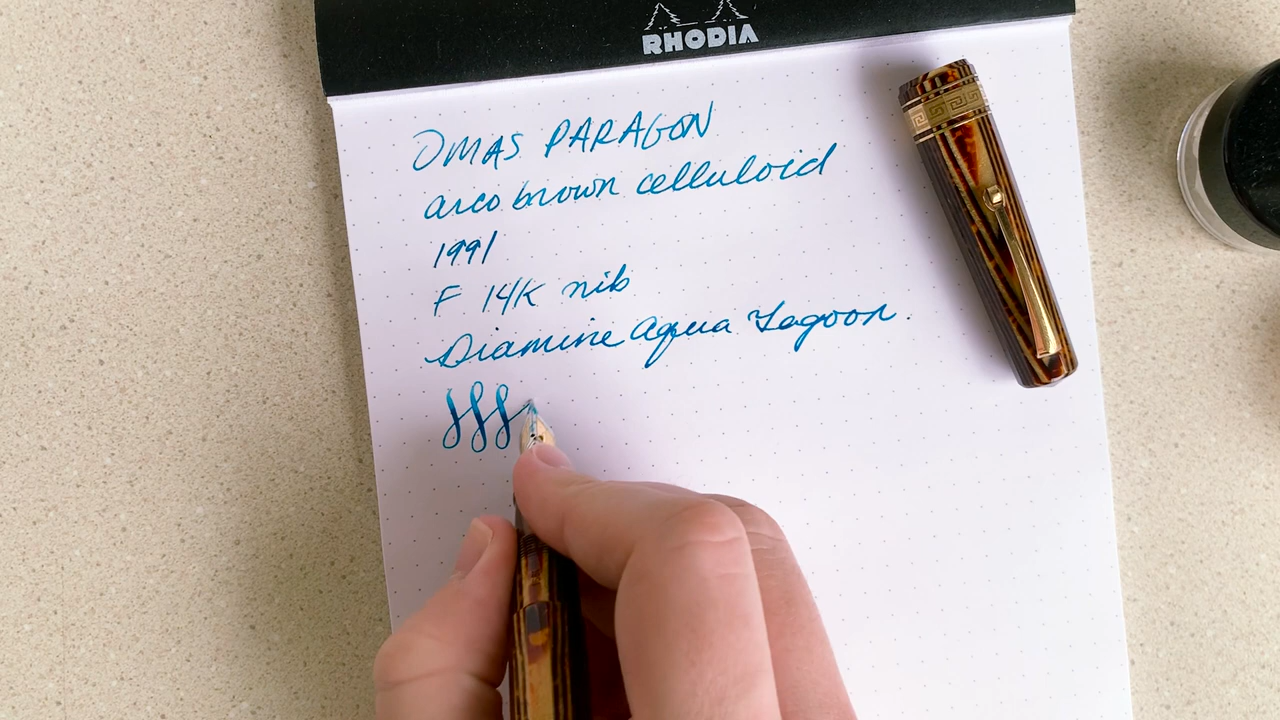 RHODIA
OMAS PARAGON
arco brown celluloid
1991
F 14K nib
Diamine Aqua Lagoon.